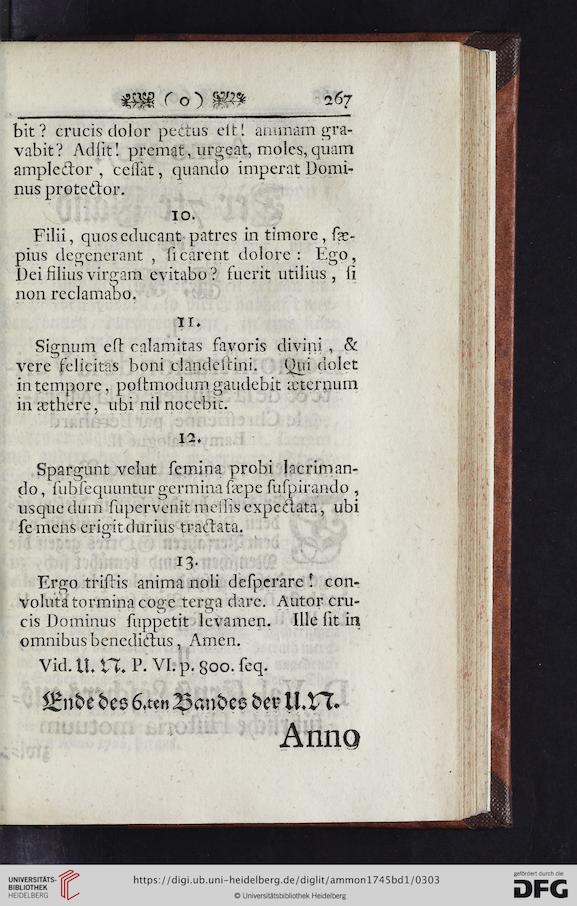 ( o ) 267
bit? crucis dolor pectus eſt! animam gra-
vabit? Adſit! premat, urgeat, moles, quam
amplector, ceſſat, quando imperat Domi-
nus protector.
10.
Filii, quos educant patres in timore, ſæ-
pius degenerant, ſi carent dolore: Ego,
Dei filius virgam evitabo? fuerit utilius, ſi
non reclamabo.
11.
Signum eſt calamitas favoris divini, &
vere felicitas boni clandeſtini. Qui dolet
in tempore, poſtmodum gaudebit æternum
in æthere, ubi nil nocebit.
12.
Spargunt velut ſemina probi lacriman-
do, ſubſequuntur germina ſæpe ſuſpirando,
usque dum ſupervenit meſſis expectata, ubi
ſe mens erigit durius tractata.
13.
Ergo triſtis anima noli deſperare! con-
voluta tormina coge terga dare. Autor cru-
cis Dominus ſuppetit levamen. Ille ſit in
omnibus benedictus, Amen.
Vid. U. N. P. VI. p. 800. ſeq.
Ende des 6.ten Bandes der U.N.
Anno
UNIVERSITÄTS-
BIBLIOTHEK
HEIDELBERG
https://digi.ub.uni-heidelberg.de/diglit/ammon1745bd1/0303
© Universitätsbibliothek Heidelberg
gefördert durch die
DFG